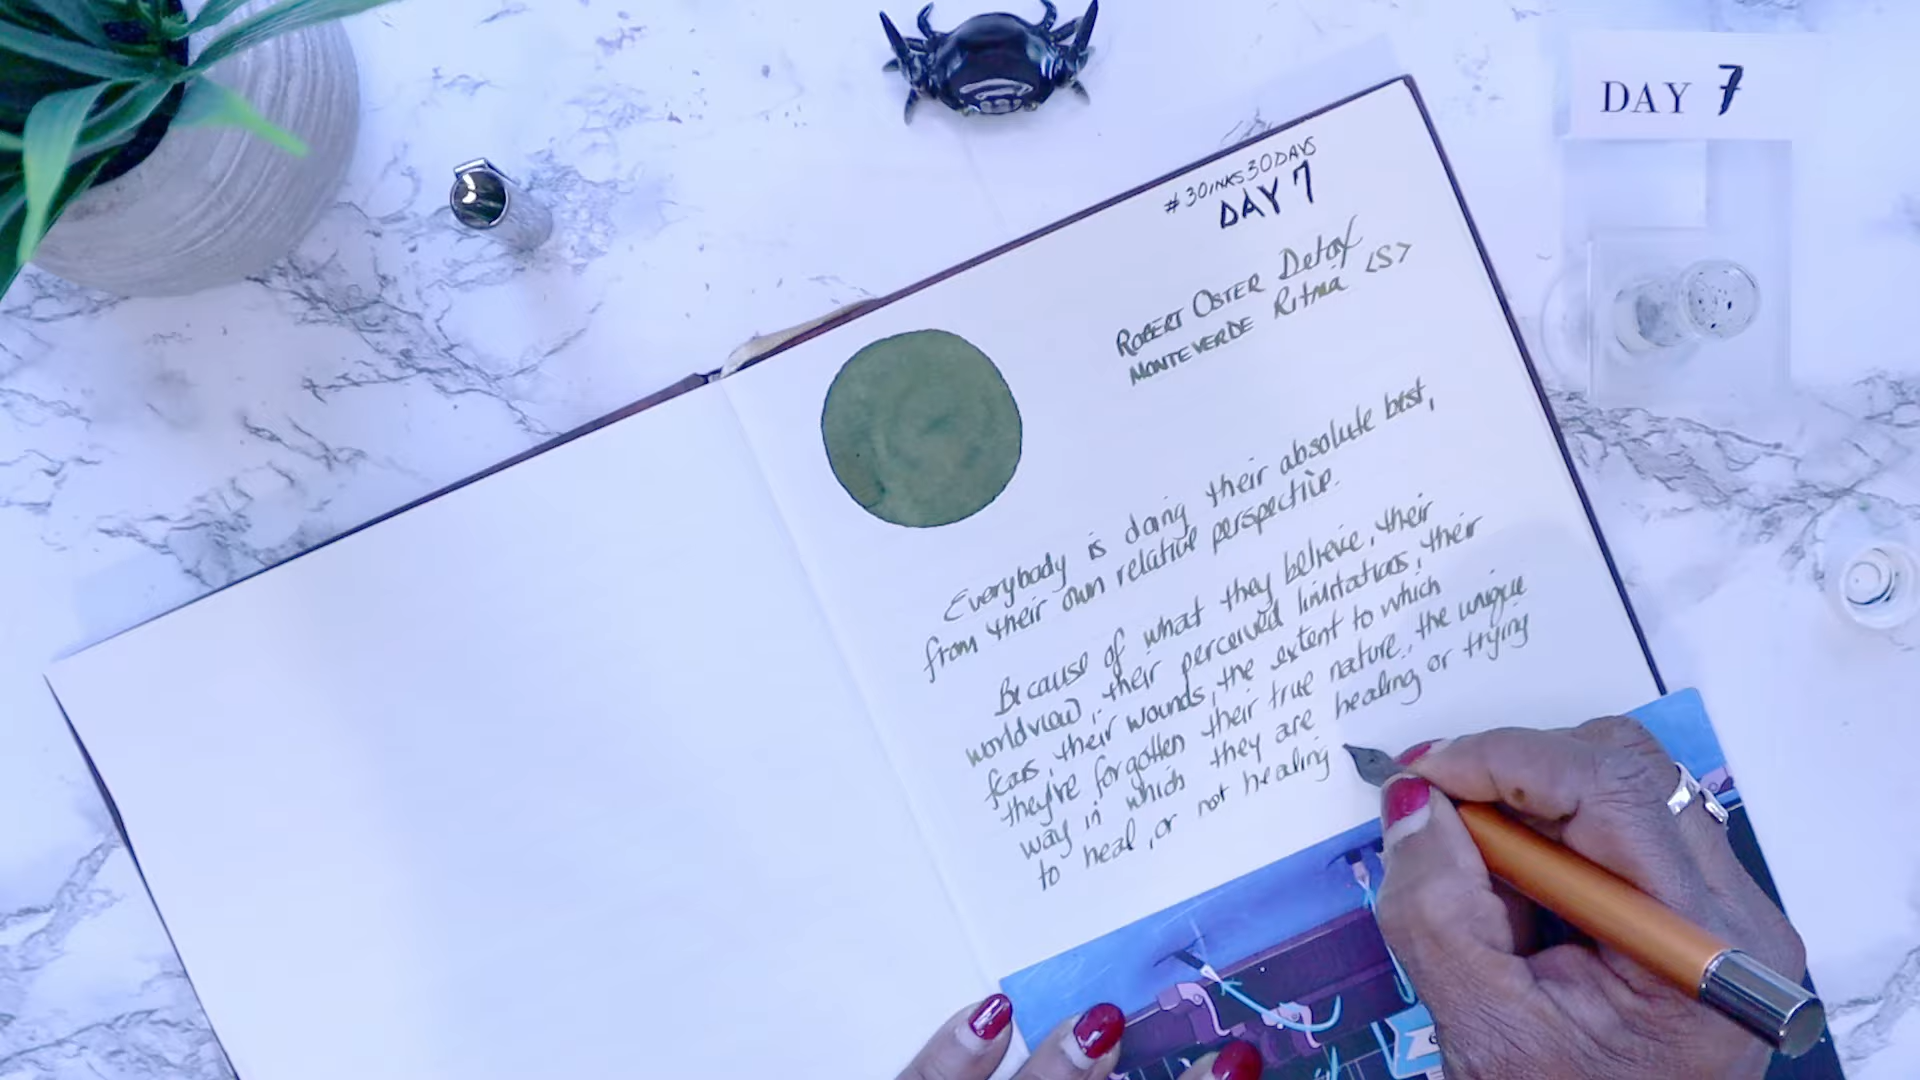 DAY 7
#30INKS30DAYS
DAY 7
ROBERT OSTER Detox
MONTEVERDE Ritma <S>
Everybody is doing their absolute best,
from their own relative perspective.
Because of what they believe, their
worldview, their perceived limitations, their
fears, their wounds, the extent to which
they've forgotten their true nature, the unique
way in which they are healing or trying
to heal, or not healing